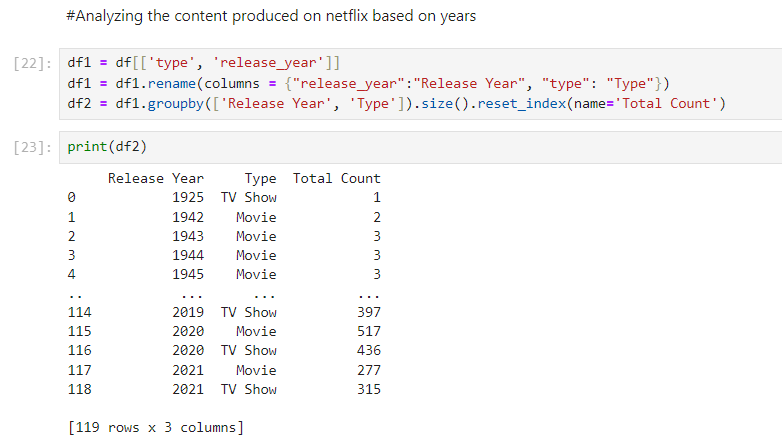 #Analyzing the content produced on netflix based on years
[22]: df1 = df[['type', 'release_year']]
df1 = df1.rename(columns = {"release_year":"Release Year", "type": "Type"})
df2 = df1.groupby(['Release Year', 'Type']).size().reset_index(name='Total Count')
[23]: print(df2)
Release Year Type Total Count
0 1925 TV Show 1
1 1942 Movie 2
2 1943 Movie 3
3 1944 Movie 3
4 1945 Movie 3
.. ... ... ...
114 2019 TV Show 397
115 2020 Movie 517
116 2020 TV Show 436
117 2021 Movie 277
118 2021 TV Show 315
[119 rows x 3 columns]